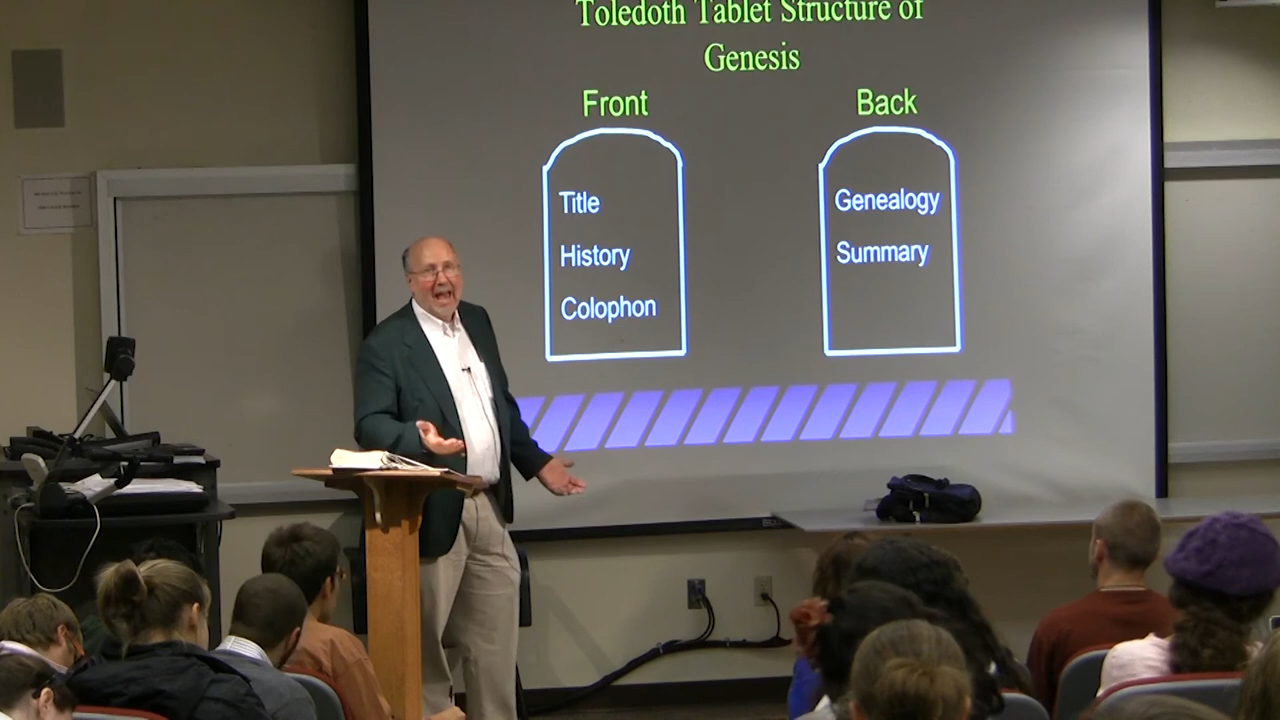 Toledoth Tablet Structure of
Genesis
Front
Back
Title
History
Colophon
Genealogy
Summary